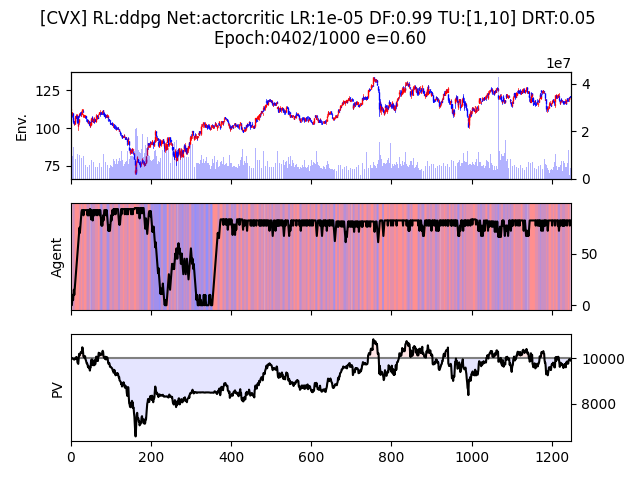 [CVX] RL:ddpg Net:actorcritic LR:1e-05 DF:0.99 TU:[1,10] DRT:0.05
Epoch:0402/1000 e=0.60
1e7
125
100
75
Env.
4
2
0
Agent
50
0
PV
10000
8000
0 200 400 600 800 1000 1200